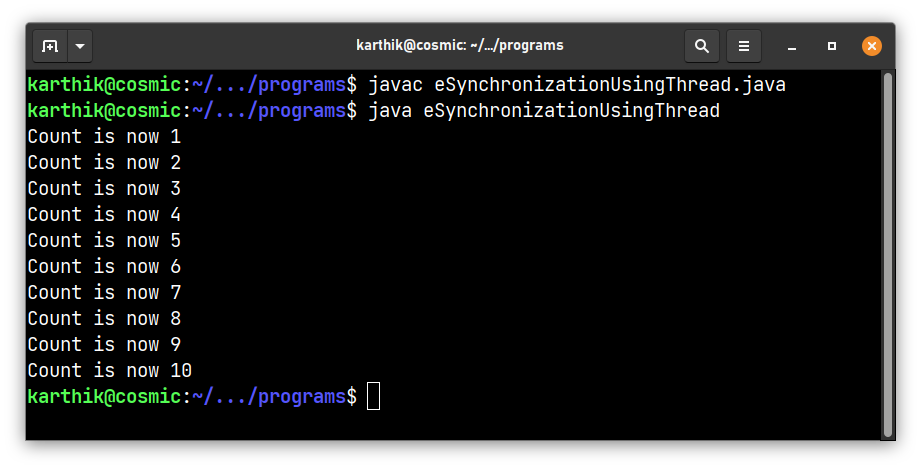 karthik@cosmic: ~/.../programs
karthik@cosmic:~/.../programs$ javac eSynchronizationUsingThread.java
karthik@cosmic:~/.../programs$ java eSynchronizationUsingThread
Count is now 1
Count is now 2
Count is now 3
Count is now 4
Count is now 5
Count is now 6
Count is now 7
Count is now 8
Count is now 9
Count is now 10
karthik@cosmic:~/.../programs$